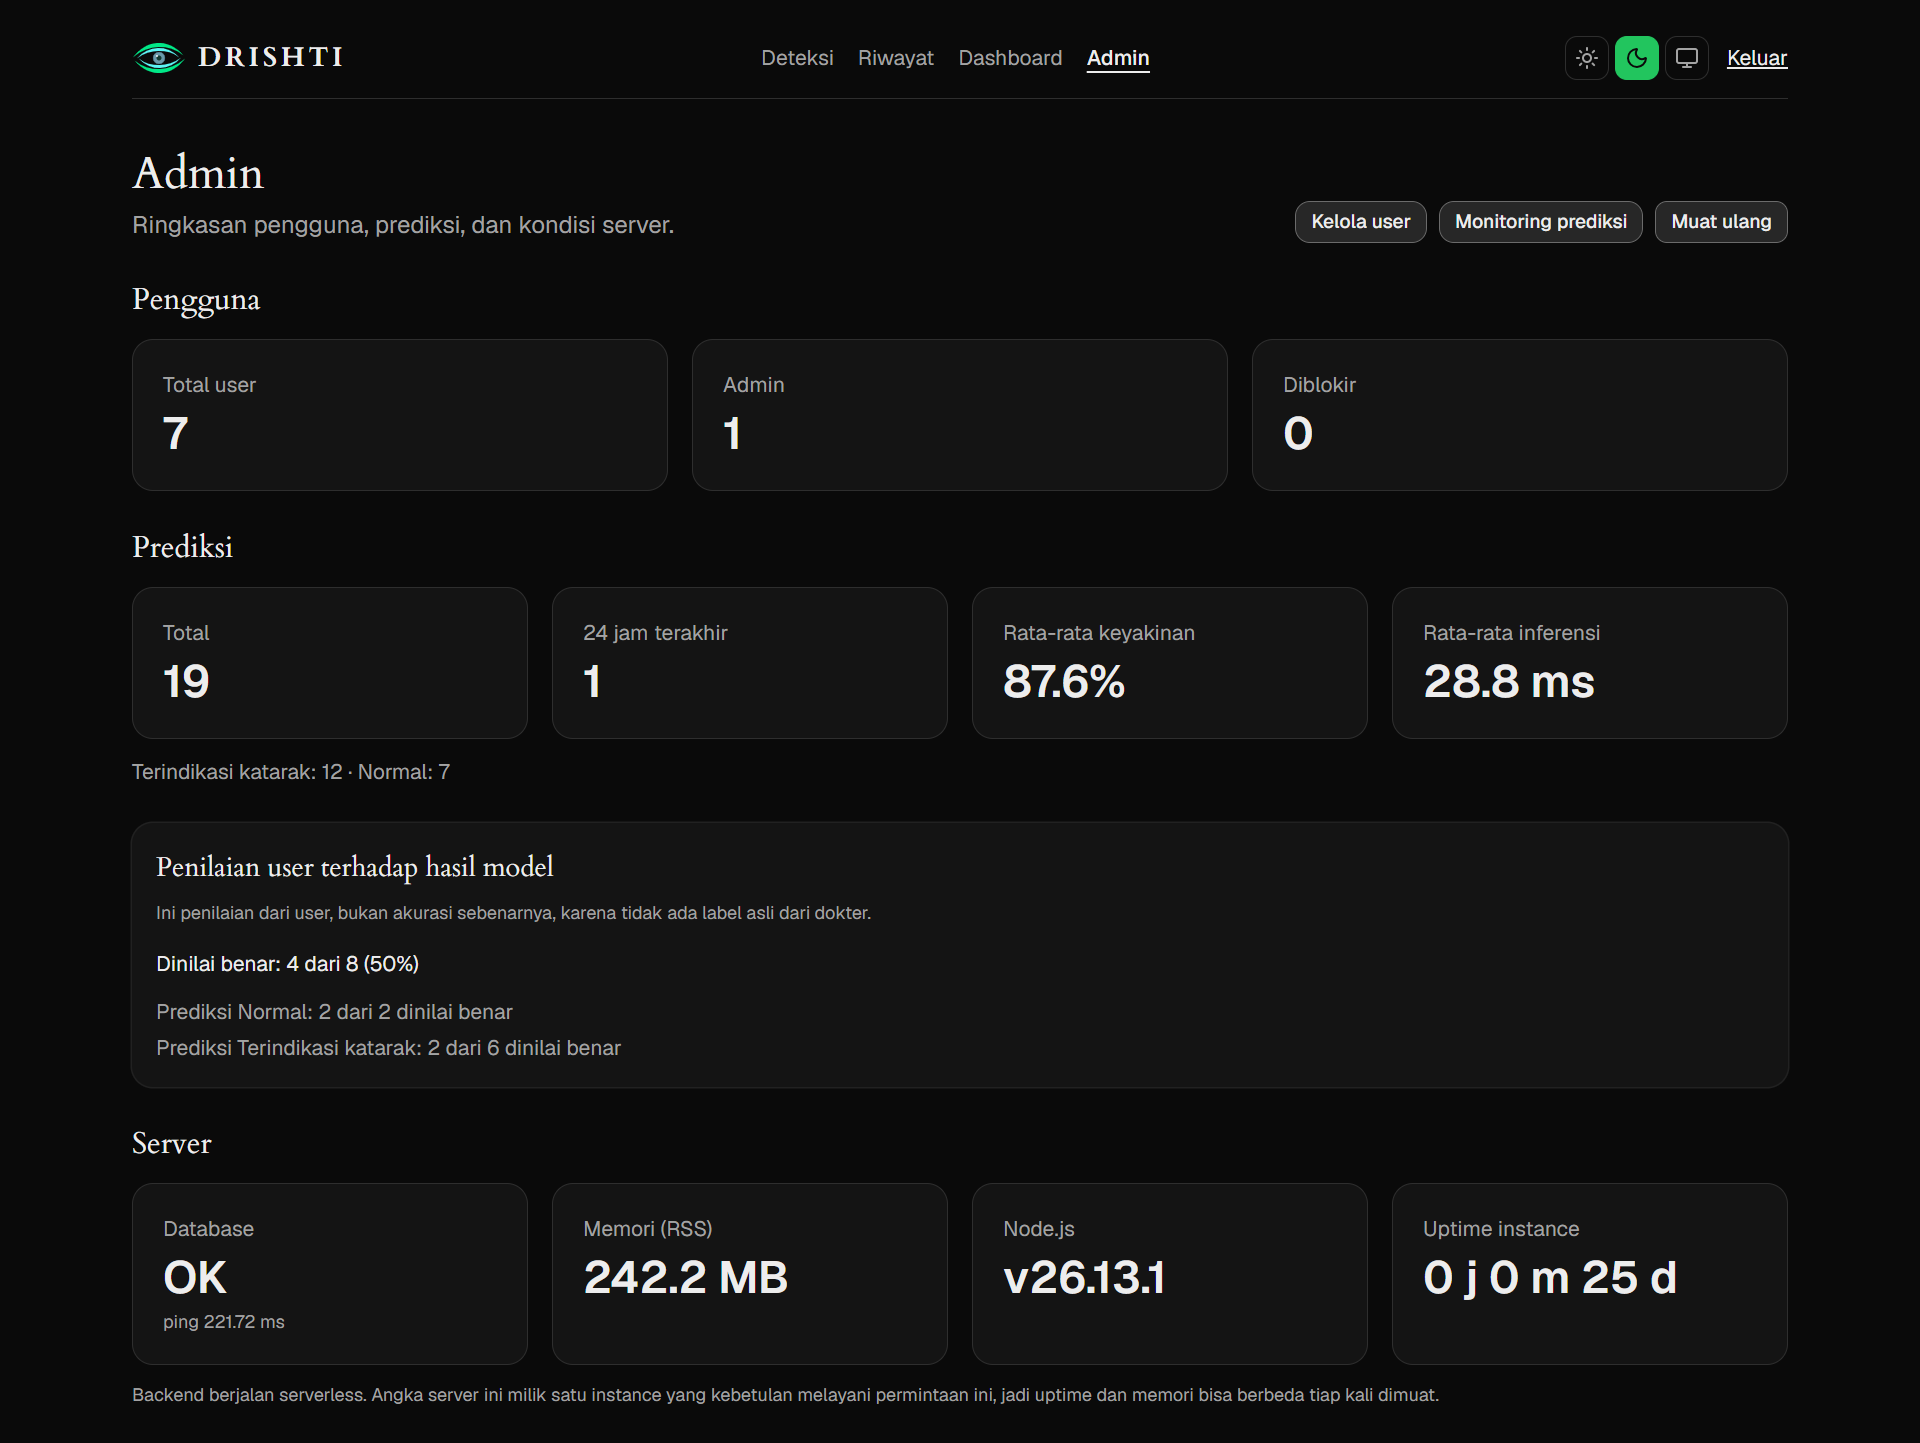 DRISHTI
Deteksi Riwayat Dashboard Admin
Keluar
Admin
Ringkasan pengguna, prediksi, dan kondisi server.
Kelola user Monitoring prediksi Muat ulang
Pengguna
Total user
7
Admin
1
Diblokir
0
Prediksi
Total
19
24 jam terakhir
1
Rata-rata keyakinan
87.6%
Rata-rata inferensi
28.8 ms
Terindikasi katarak: 12 · Normal: 7
Penilaian user terhadap hasil model
Ini penilaian dari user, bukan akurasi sebenarnya, karena tidak ada label asli dari dokter.
Dinilai benar: 4 dari 8 (50%)
Prediksi Normal: 2 dari 2 dinilai benar
Prediksi Terindikasi katarak: 2 dari 6 dinilai benar
Server
Database
OK
ping 221.72 ms
Memori (RSS)
242.2 MB
Node.js
v26.13.1
Uptime instance
0 j 0 m 25 d
Backend berjalan serverless. Angka server ini milik satu instance yang kebetulan melayani permintaan ini, jadi uptime dan memori bisa berbeda tiap kali dimuat.